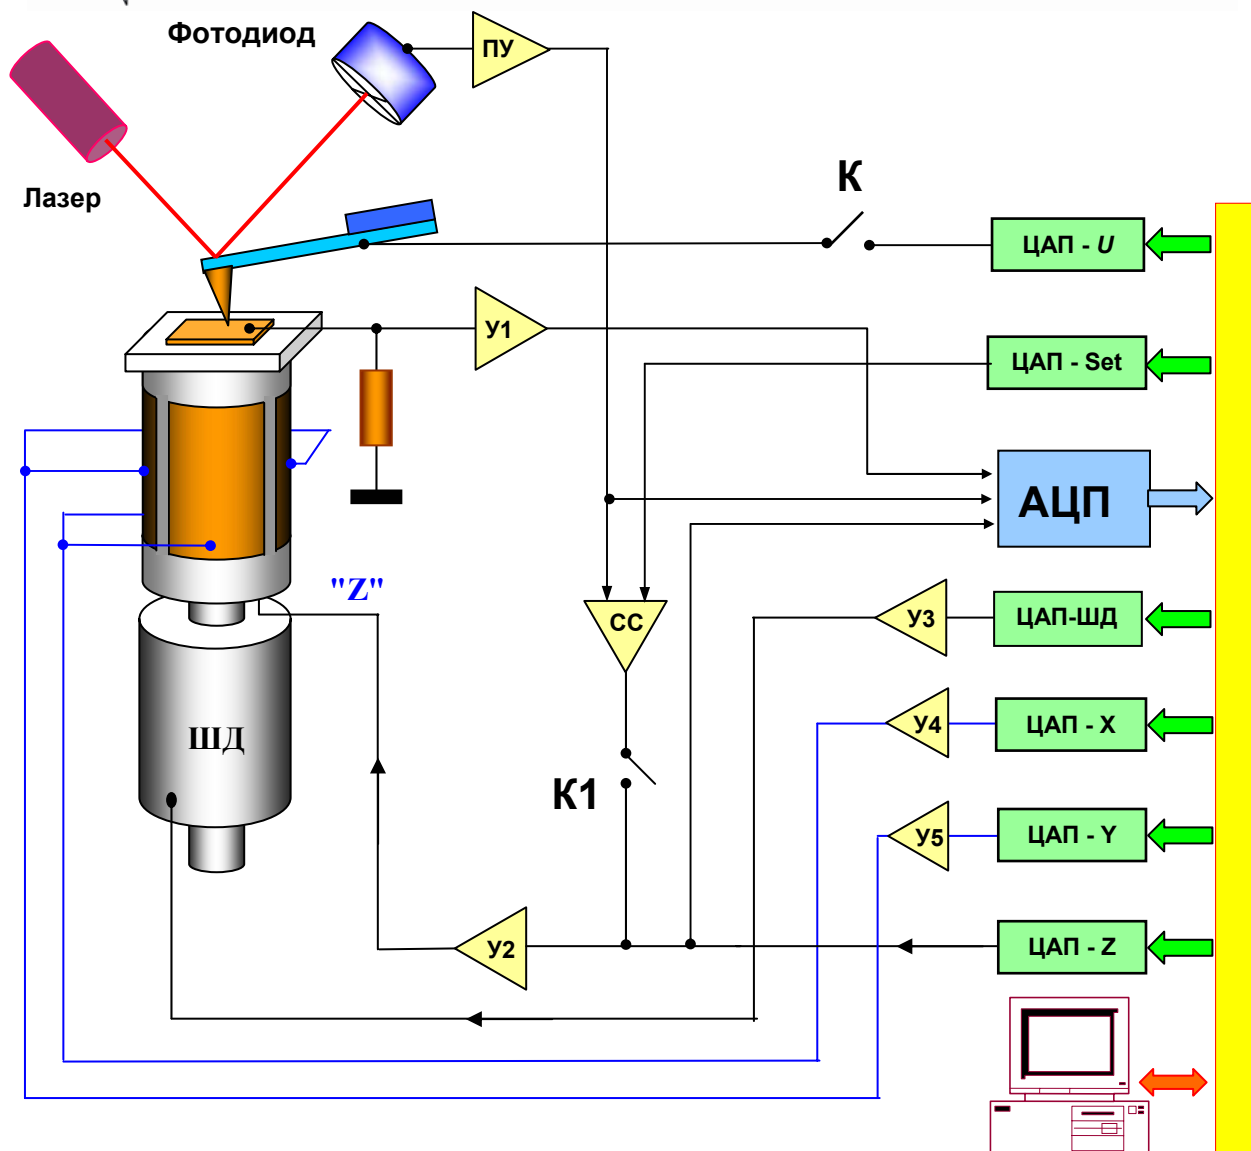 Фотодиод
ПУ
Лазер
К
ЦАП - U
У1
ЦАП - Set
АЦП
"Z"
СС
У3
ЦАП-ШД
ШД
У4
ЦАП - X
К1
У5
ЦАП - Y
У2
ЦАП - Z